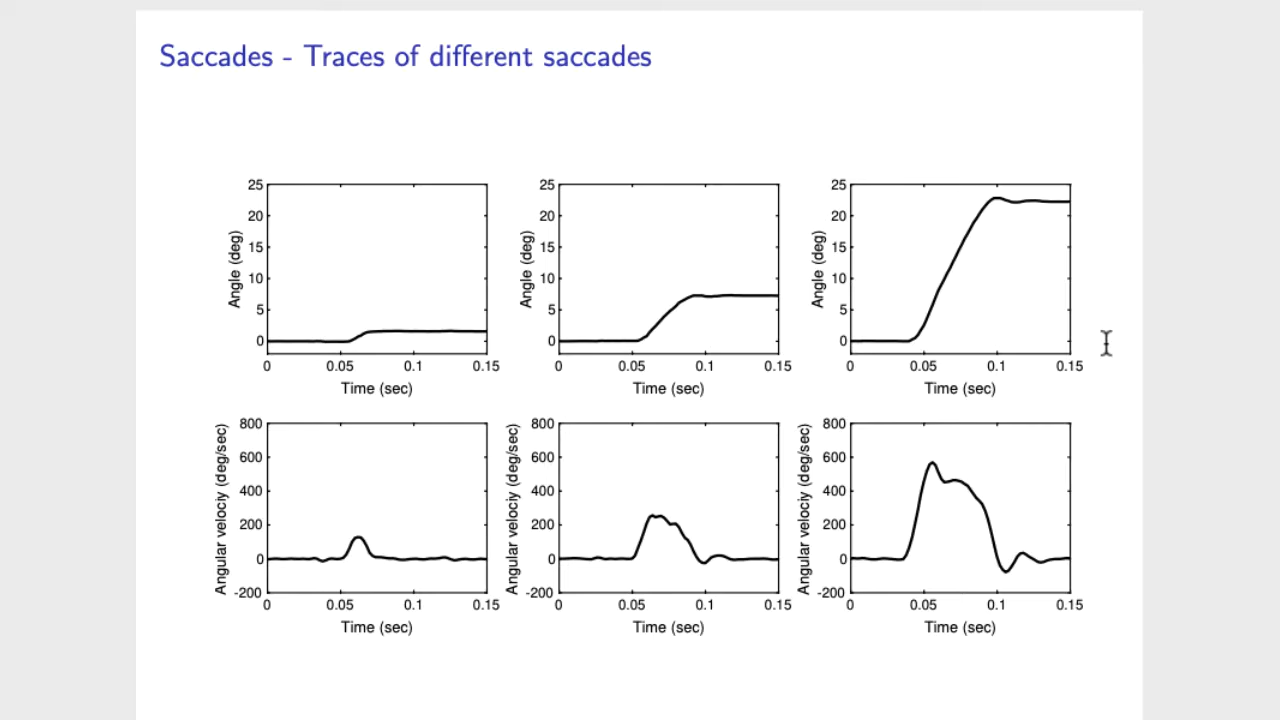 Saccades - Traces of different saccades
25 25 25
20 20 20
15 15 15
10 10 10
5 5 5
0 0 0
Angle (deg) Angle (deg) Angle (deg)
0 0.05 0.1 0.15 0 0.05 0.1 0.15 0 0.05 0.1 0.15
Time (sec) Time (sec) Time (sec)
800 800 800
600 600 600
400 400 400
200 200 200
0 0 0
-200 -200 -200
Angular velociy (deg/sec) Angular velociy (deg/sec) Angular velociy (deg/sec)
0 0.05 0.1 0.15 0 0.05 0.1 0.15 0 0.05 0.1 0.15
Time (sec) Time (sec) Time (sec)